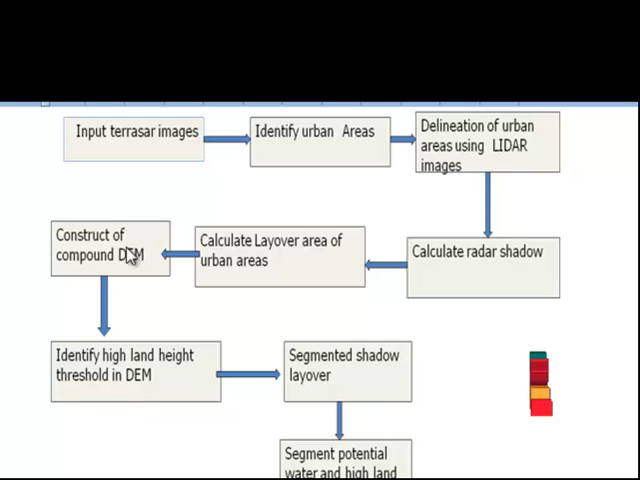 Input terrasar images
Identify urban Areas
Delineation of urban
areas using LIDAR
images
Calculate radar shadow
Calculate Layover area of
urban areas
Construct of
compound DEM
Identify high land height
threshold in DEM
Segmented shadow
layover
Segment potential
water and high land